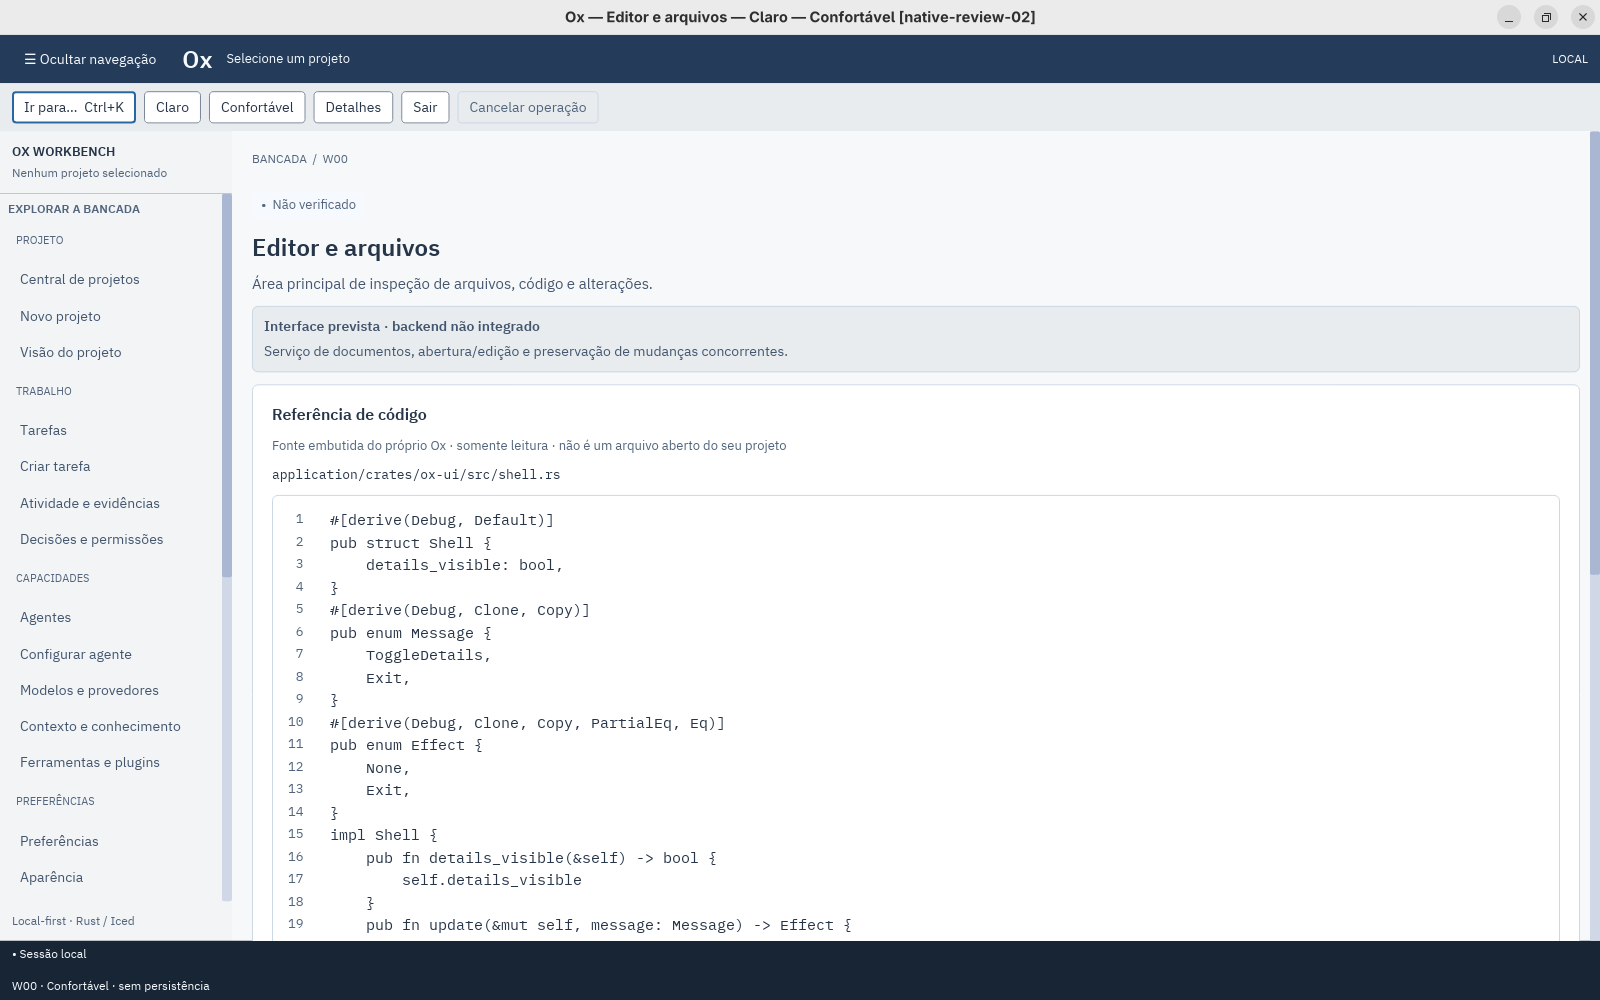 Ox — Editor e arquivos — Claro — Confortável [native-review-02]
☰ Ocultar navegação Ox Selecione um projeto LOCAL
Ir para... Ctrl+K Claro Confortável Detalhes Sair Cancelar operação
OX WORKBENCH
Nenhum projeto selecionado
EXPLORAR A BANCADA
PROJETO
Central de projetos
Novo projeto
Visão do projeto
TRABALHO
Tarefas
Criar tarefa
Atividade e evidências
Decisões e permissões
CAPACIDADES
Agentes
Configurar agente
Modelos e provedores
Contexto e conhecimento
Ferramentas e plugins
PREFERÊNCIAS
Preferências
Aparência
Local-first · Rust / Iced
BANCADA / W00
• Não verificado
Editor e arquivos
Área principal de inspeção de arquivos, código e alterações.
Interface prevista · backend não integrado
Serviço de documentos, abertura/edição e preservação de mudanças concorrentes.
Referência de código
Fonte embutida do próprio Ox · somente leitura · não é um arquivo aberto do seu projeto
application/crates/ox-ui/src/shell.rs
1 #[derive(Debug, Default)]
2 pub struct Shell {
3     details_visible: bool,
4 }
5 #[derive(Debug, Clone, Copy)]
6 pub enum Message {
7     ToggleDetails,
8     Exit,
9 }
10 #[derive(Debug, Clone, Copy, PartialEq, Eq)]
11 pub enum Effect {
12     None,
13     Exit,
14 }
15 impl Shell {
16     pub fn details_visible(&self) -> bool {
17         self.details_visible
18     }
19     pub fn update(&mut self, message: Message) -> Effect {
• Sessão local
W00 · Confortável · sem persistência